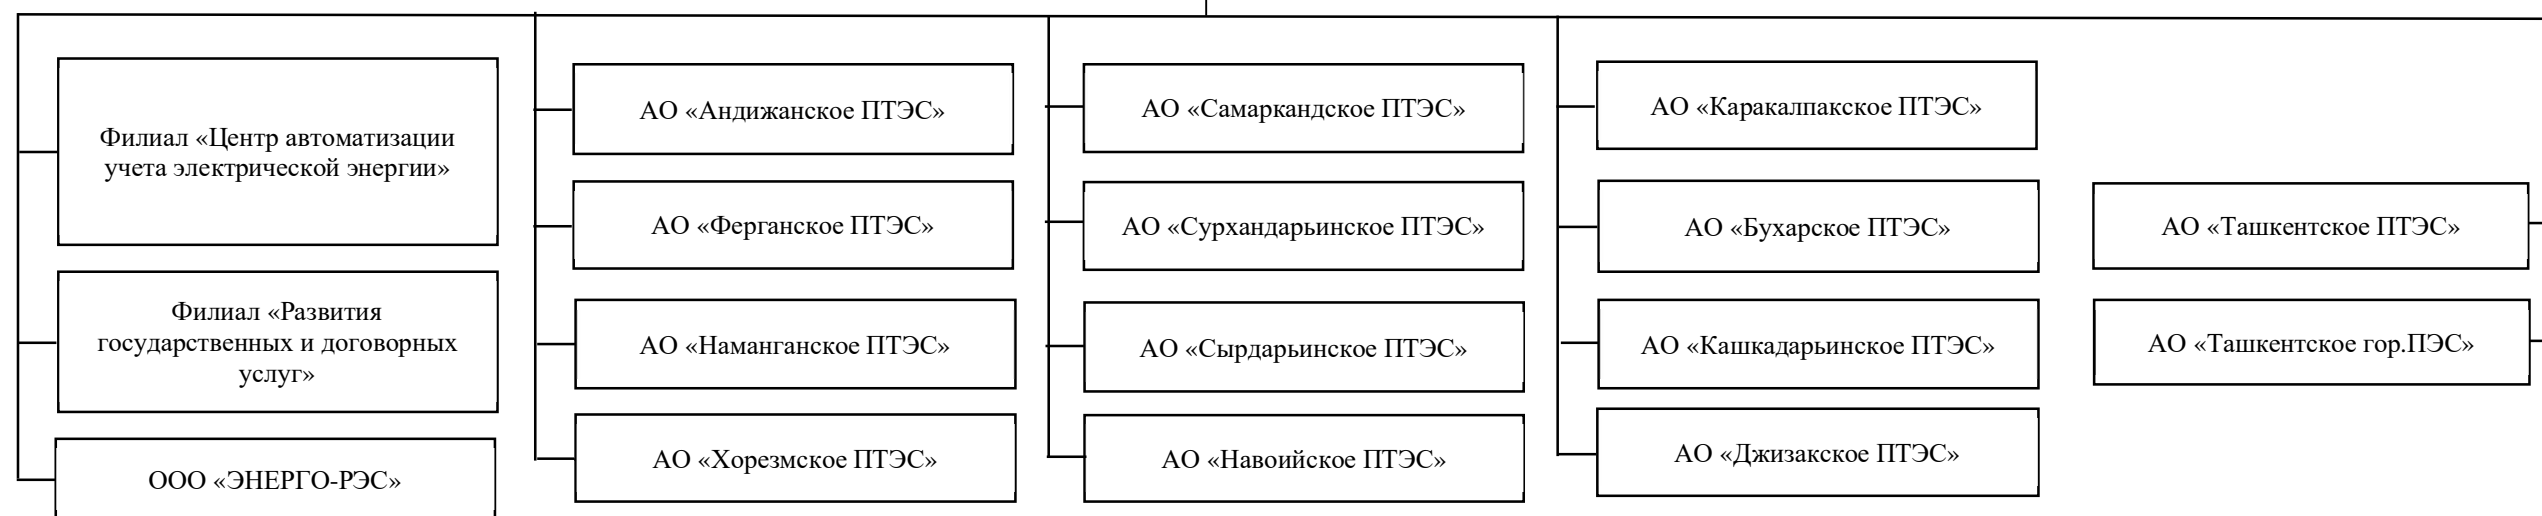 Филиал «Центр автоматизации
учета электрической энергии»
Филиал «Развития
государственных и договорных
услуг»
ООО «ЭНЕРГО-РЭС»
АО «Андижанское ПТЭС»
АО «Ферганское ПТЭС»
АО «Наманганское ПТЭС»
АО «Хорезмское ПТЭС»
АО «Самаркандское ПТЭС»
АО «Сурхандарьинское ПТЭС»
АО «Сырдарьинское ПТЭС»
АО «Навоийское ПТЭС»
АО «Каракалпакское ПТЭС»
АО «Бухарское ПТЭС»
АО «Кашкадарьинское ПТЭС»
АО «Джизакское ПТЭС»
АО «Ташкентское ПТЭС»
АО «Ташкентское гор.ПЭС»